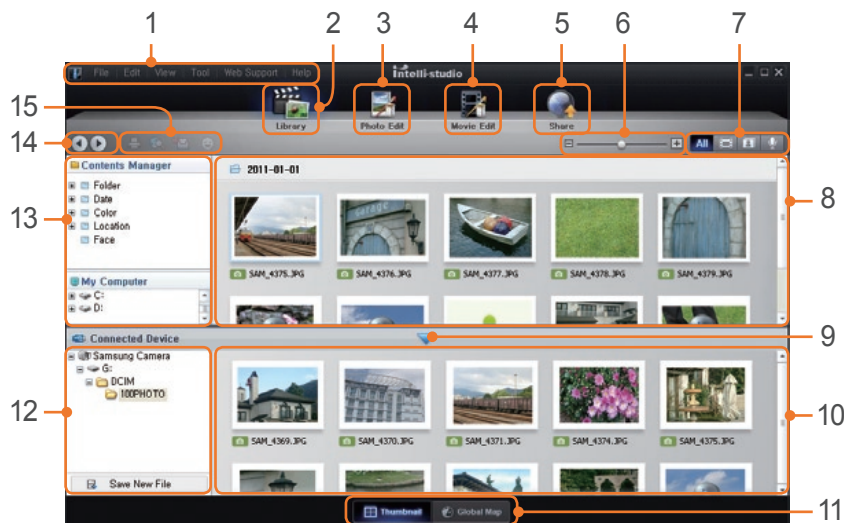 1 2 3 4 5 6 7
File Edit View Tool Web Support Help
intelli-studio
Library
Photo Edit
Movie Edit
Share
15
14
All
Contents Manager
Folder
Date
Color
Location
Face
13
My Computer
C:
D:
2011-01-01
8
SAM_4375.JPG SAM_4376.JPG SAM_4377.JPG SAM_4378.JPG SAM_4379.JPG
Connected Device
9
Samsung Camera
G:
DCIM
100PHOTO
12
Save New File
SAM_4369.JPG SAM_4370.JPG SAM_4371.JPG SAM_4374.JPG SAM_4375.JPG
10
Thumbnail
Global Map
11